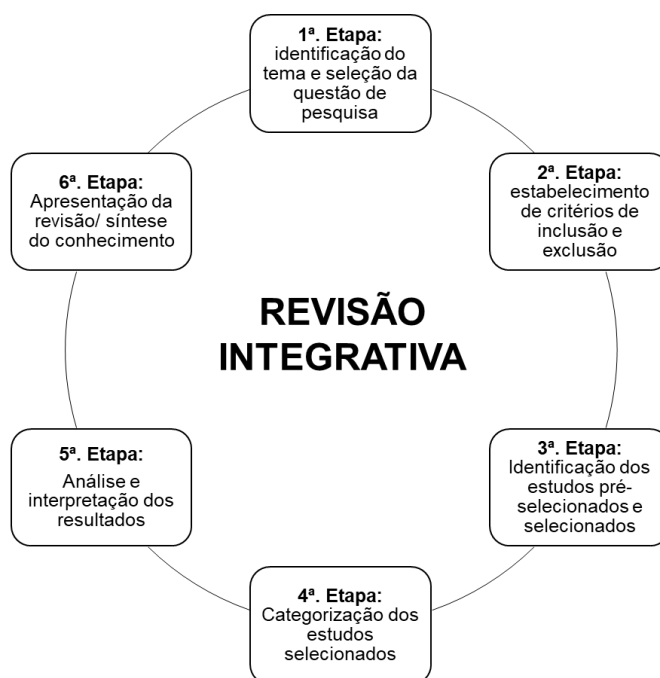 1ª. Etapa:
identificação do
tema e seleção da
questão de
pesquisa
2ª. Etapa:
estabelecimento
de critérios de
inclusão e
exclusão
3ª. Etapa:
Identificação dos
estudos pré-
selecionados e
selecionados
4ª. Etapa:
Categorização dos
estudos
selecionados
5ª. Etapa:
Análise e
interpretação dos
resultados
6ª. Etapa:
Apresentação da
revisão/ síntese
do conhecimento
REVISÃO
INTEGRATIVA